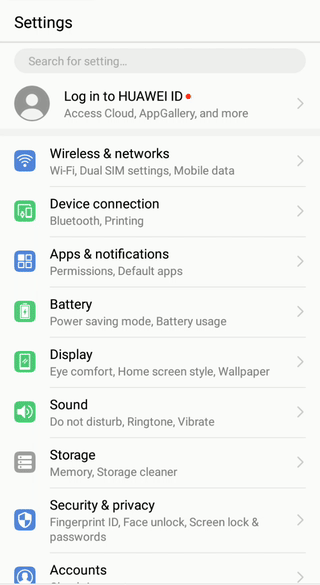 Settings
Search for setting...
Log in to HUAWEI ID
Access Cloud, AppGallery, and more
Wireless & networks
Wi-Fi, Dual SIM settings, Mobile data
Device connection
Bluetooth, Printing
Apps & notifications
Permissions, Default apps
Battery
Power saving mode, Battery usage
Display
Eye comfort, Home screen style, Wallpaper
Sound
Do not disturb, Ringtone, Vibrate
Storage
Memory, Storage cleaner
Security & privacy
Fingerprint ID, Face unlock, Screen lock &
passwords
Accounts